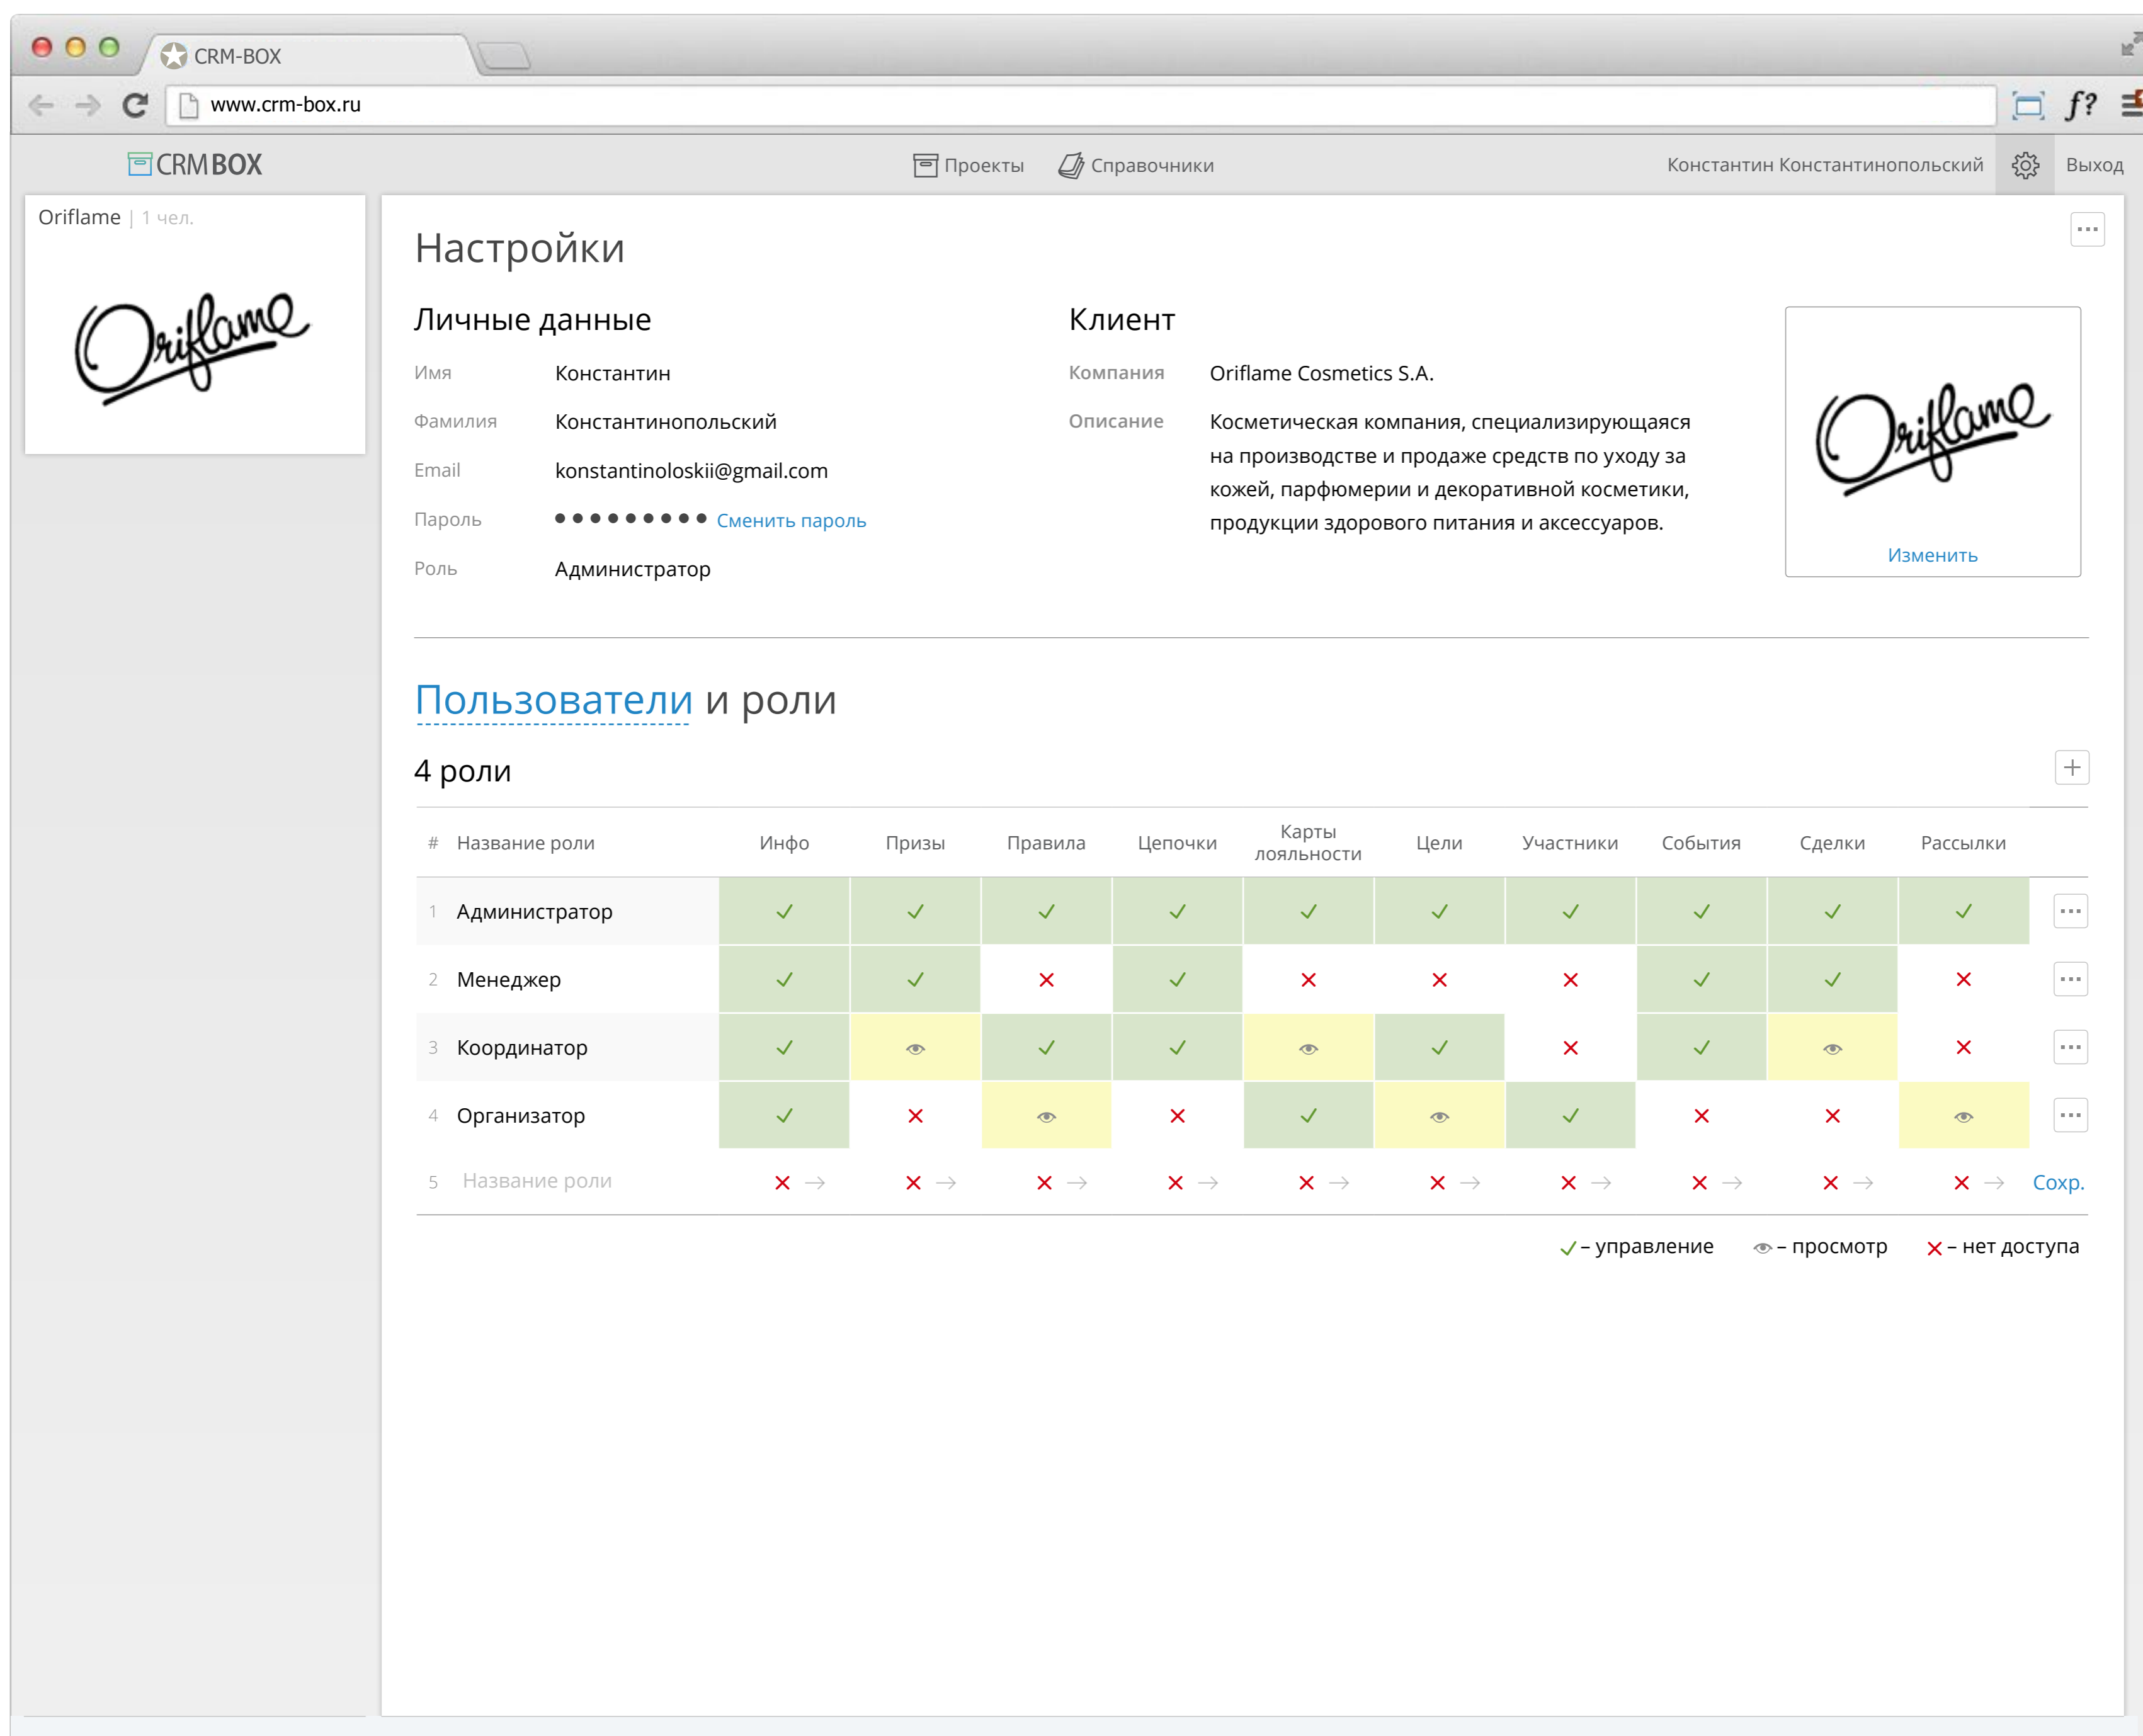 CRM-BOX
www.crm-box.ru
f?
CRMBOX
Проекты
Справочники
Константин Константинопольский
Выход
Oriflame | 1 чел.
Oriflame
Настройки
Личные данные
Имя Константин
Фамилия Константинопольский
Email konstantinoloskii@gmail.com
Пароль ●●●●●●●●● Сменить пароль
Роль Администратор
Клиент
Компания Oriflame Cosmetics S.A.
Описание Косметическая компания, специализирующаяся
на производстве и продаже средств по уходу за
кожей, парфюмерии и декоративной косметики,
продукции здорового питания и аксессуаров.
Oriflame
Изменить
Пользователи и роли
4 роли
# Название роли Инфо Призы Правила Цепочки Карты лояльности Цели Участники События Сделки Рассылки
1 Администратор
2 Менеджер
3 Координатор
4 Организатор
5 Название роли Сохр.
– управление – просмотр – нет доступа